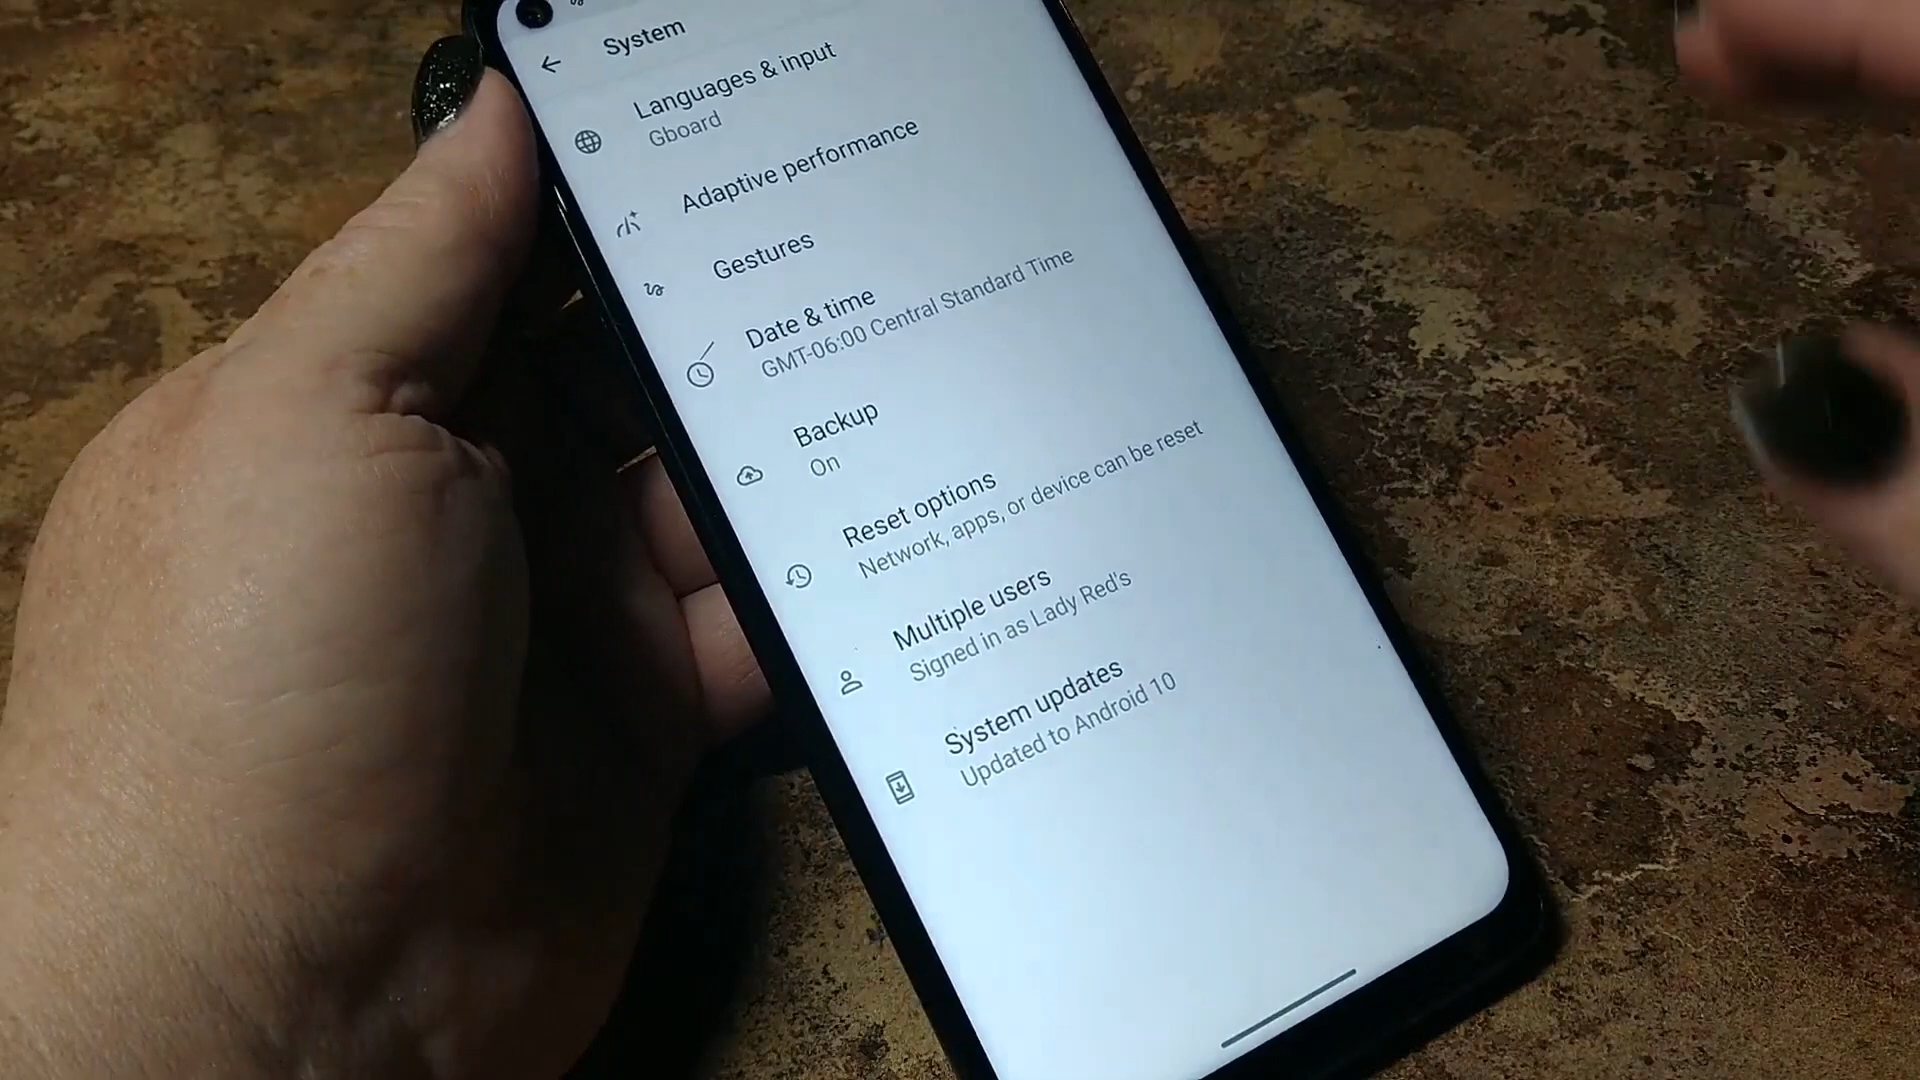 System
Languages & input
Gboard
Adaptive performance
Gestures
Date & time
GMT-06:00 Central Standard Time
Backup
On
Reset options
Network, apps, or device can be reset
Multiple users
Signed in as Lady Red's
System updates
Updated to Android 10